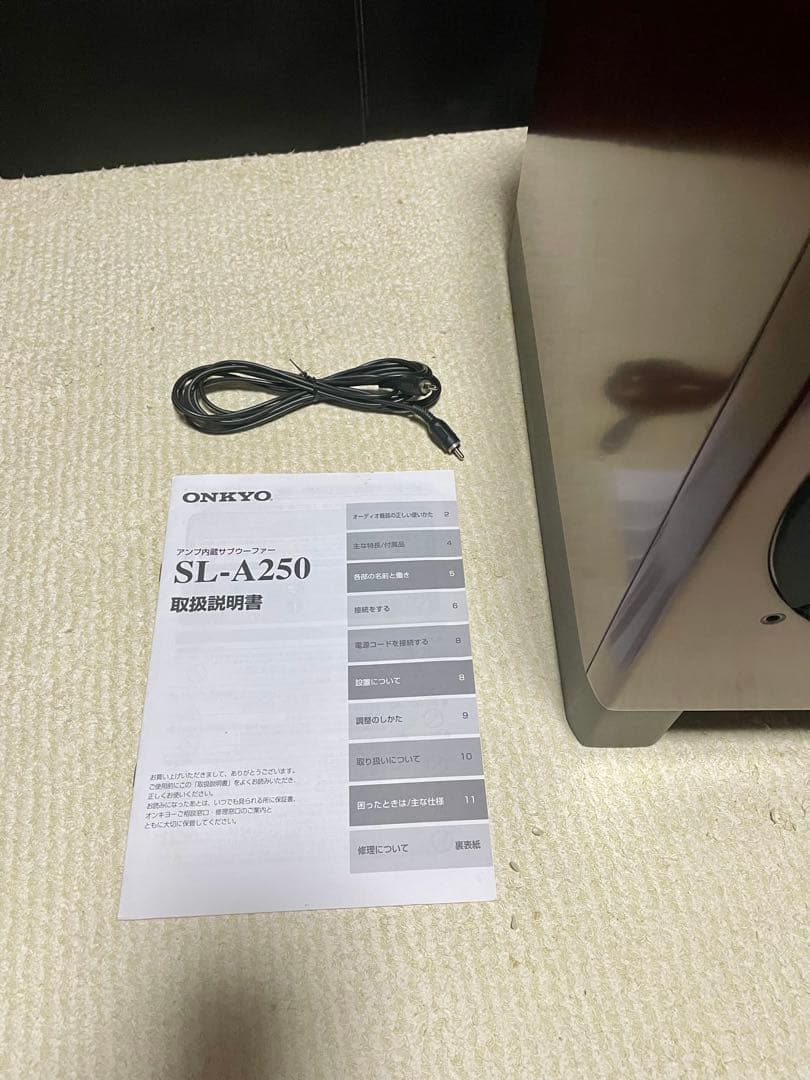 ONKYO
アンプ内蔵サブウーファー
SL-A250
取扱説明書
オーディオ機器の正しい使いかた 2
主な特長/付属品 4
各部の名前と働き 5
接続をする 6
電源コードを接続する 8
設置について 8
調整のしかた 9
取り扱いについて 10
困ったときは/主な仕様 11
修理について 裏表紙
お買い上げいただきまして、ありがとうございます。
ご使用前にこの「取扱説明書」をよくお読みいただき、
正しくお使いください。
お読みになったあとは、いつでも見られる所に保証書、
オンキヨーご相談窓口・修理窓口のご案内と
ともに大切に保管してください。